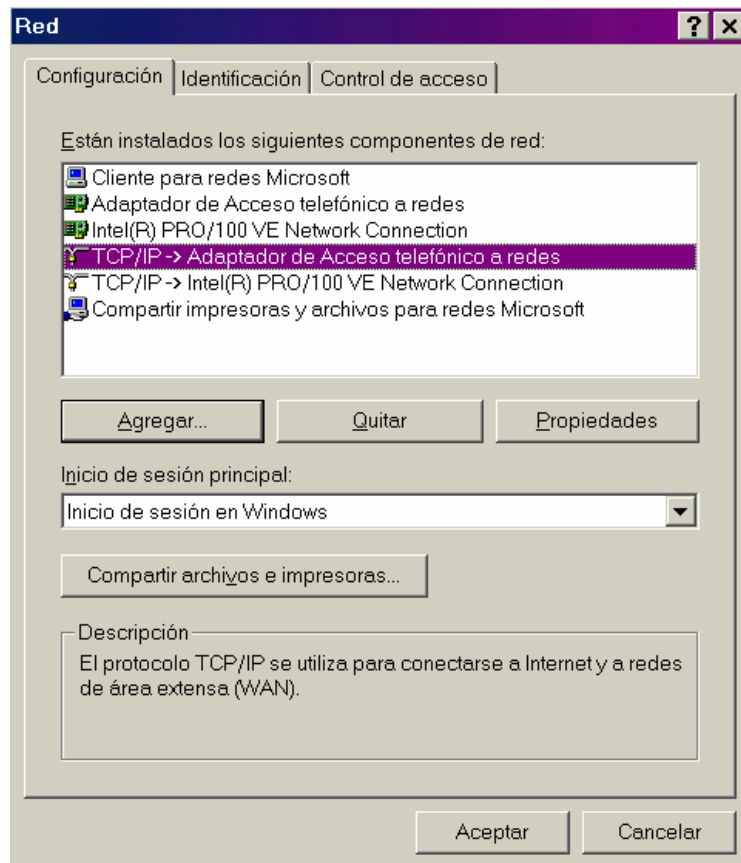 Red
Configuración Identificación Control de acceso
Están instalados los siguientes componentes de red:
Cliente para redes Microsoft
Adaptador de Acceso telefónico a redes
Intel(R) PRO/100 VE Network Connection
TCP/IP -> Adaptador de Acceso telefónico a redes
TCP/IP -> Intel(R) PRO/100 VE Network Connection
Compartir impresoras y archivos para redes Microsoft
Agregar... Quitar Propiedades
Inicio de sesión principal:
Inicio de sesión en Windows
Compartir archivos e impresoras...
Descripción
El protocolo TCP/IP se utiliza para conectarse a Internet y a redes
de área extensa (WAN).
Aceptar Cancelar